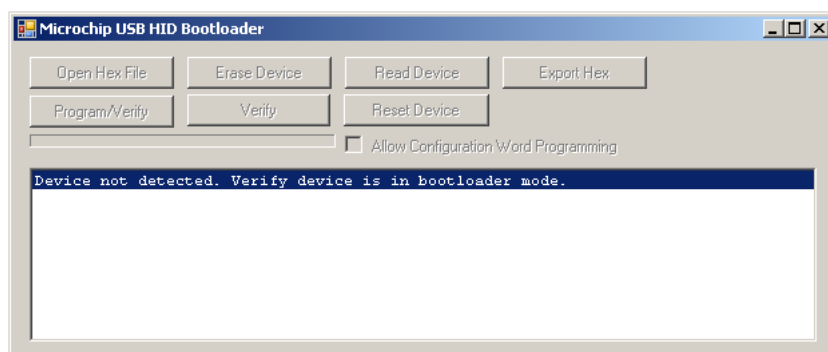 Microchip USB HID Bootloader
Open Hex File Erase Device Read Device Export Hex
Program/Verify Verify Reset Device
Allow Configuration Word Programming
Device not detected. Verify device is in bootloader mode.